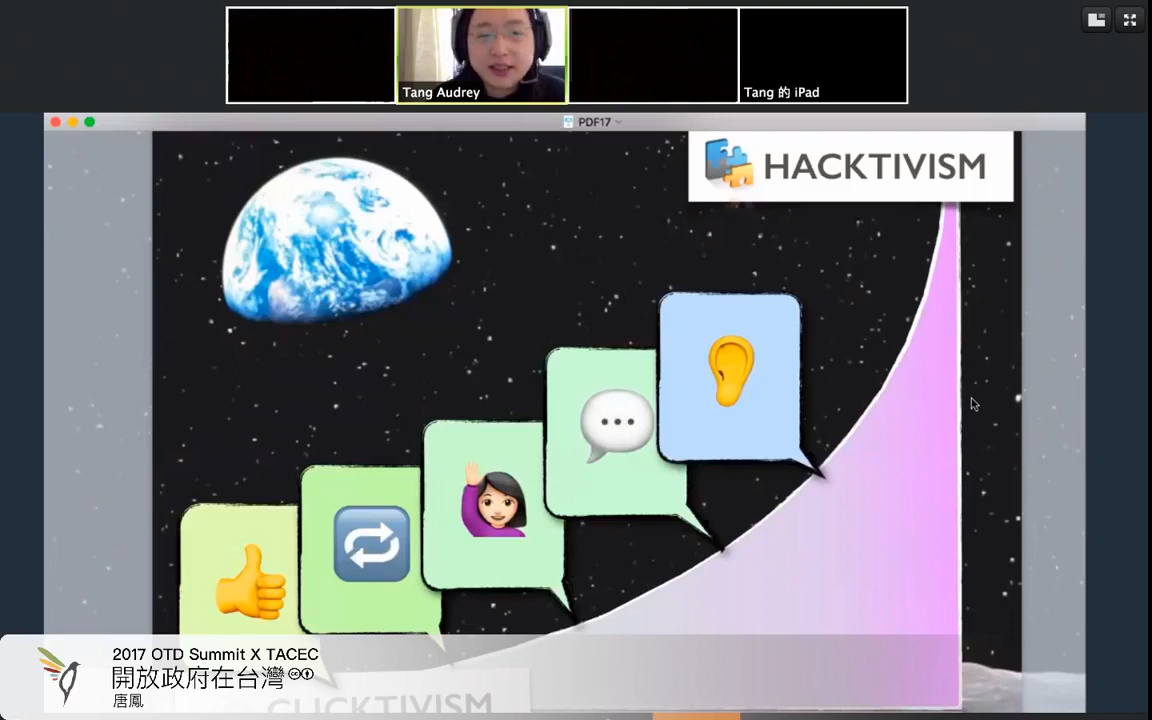 Tang Audrey
Tang 的 iPad
PDF17
HACKTIVISM
2017 OTD Summit X TACEC
開放政府在台灣
唐鳳
CLICKTIVISM